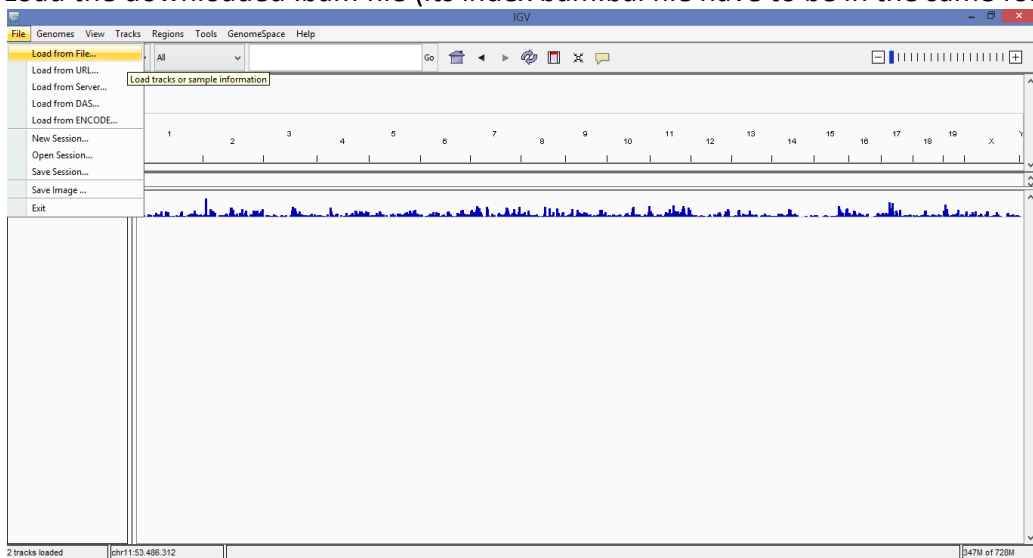 Load the downloaded .bam file (its index bam.bai file have to be in the same fo
IGV
File Genomes View Tracks Regions Tools GenomeSpace Help
Load from File...
Load from URL...
Load from Server...
Load from DAS...
Load from ENCODE...
New Session...
Open Session...
Save Session...
Save Image ...
Exit
All
Go
Load tracks or sample information
1 2 3 4 5 6 7 8 9 10 11 12 13 14 15 16 17 18 19 X Y
2 tracks loaded chr11:53.486.312 347M of 728M